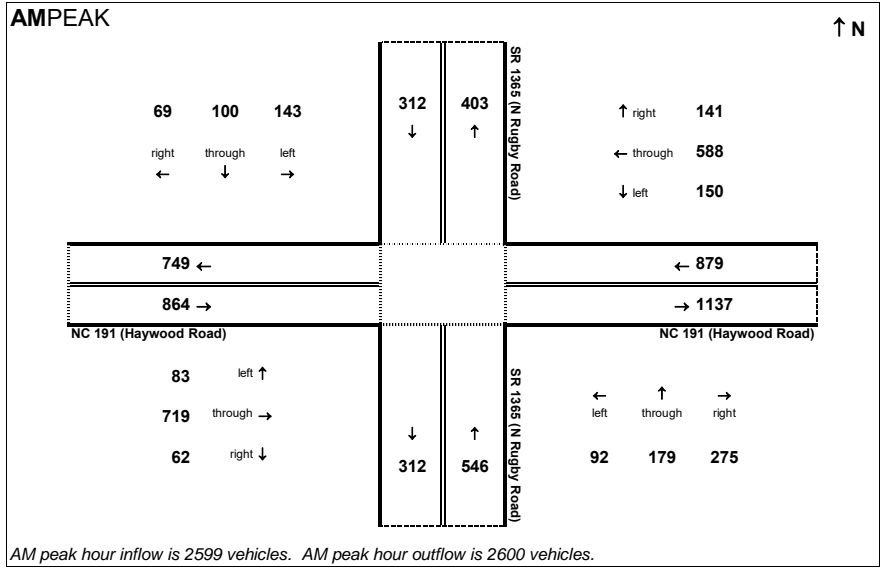 AMPEAK
↑ N
SR 1365 (N Rugby Road)
69 100 143
right through left
← ↓ →
312 403
↓ ↑
↑ right 141
← through 588
↓ left 150
749 ←
864 →
← 879
→ 1137
NC 191 (Haywood Road)
NC 191 (Haywood Road)
83 left ↑
719 through →
62 right ↓
↓ ↑
312 546
SR 1365 (N Rugby Road)
← ↑ →
left through right
92 179 275
AM peak hour inflow is 2599 vehicles. AM peak hour outflow is 2600 vehicles.